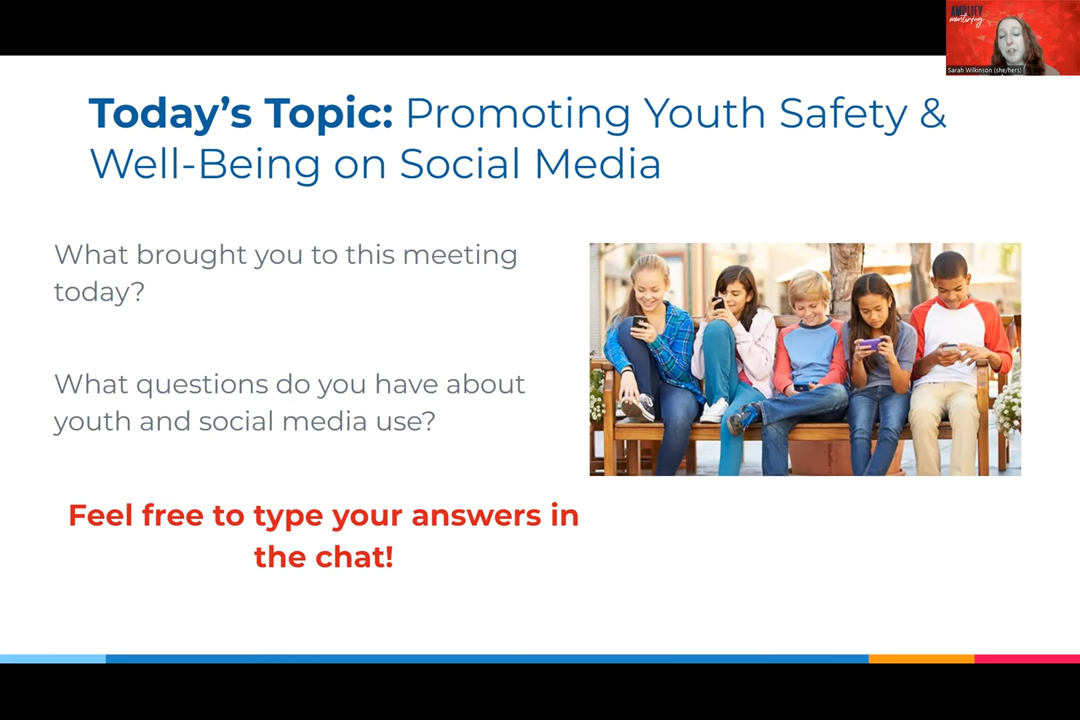 AMPLIFY
mentoring
Sarah Wilkinson (she/hers)
Today's Topic: Promoting Youth Safety &
Well-Being on Social Media
What brought you to this meeting
today?
What questions do you have about
youth and social media use?
Feel free to type your answers in
the chat!